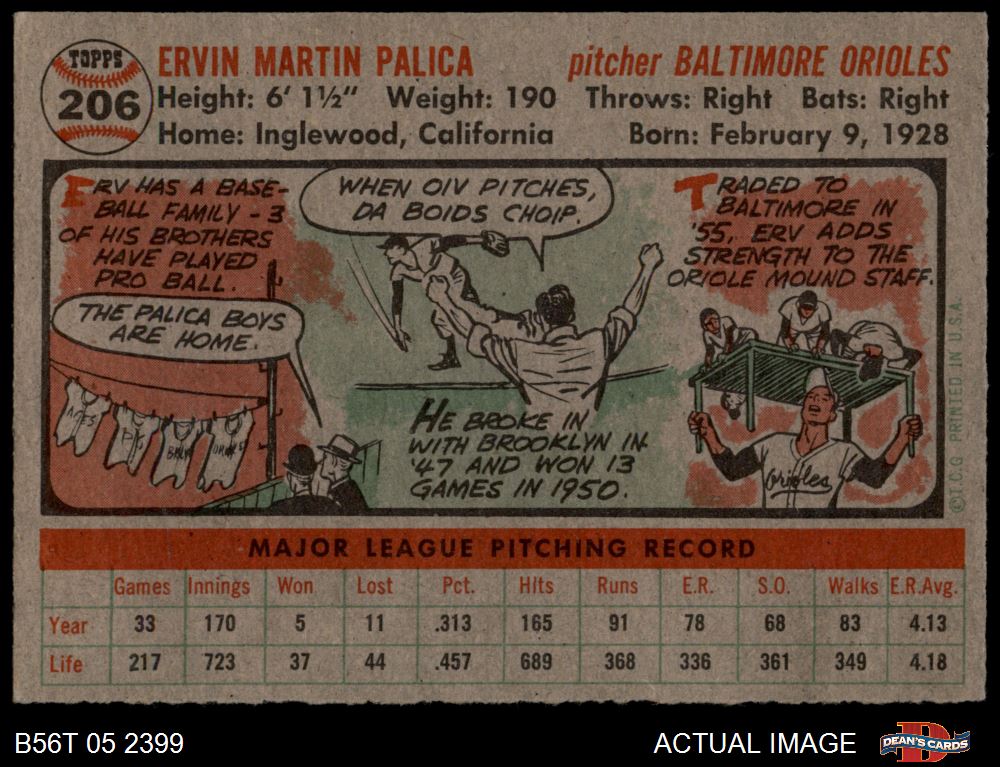 TOPPS
206
ERVIN MARTIN PALICA
pitcher BALTIMORE ORIOLES
Height: 6' 1½" Weight: 190 Throws: Right Bats: Right
Home: Inglewood, California Born: February 9, 1928
ERV HAS A BASE-
BALL FAMILY - 3
OF HIS BROTHERS
HAVE PLAYED
PRO BALL.
THE PALICA BOYS
ARE HOME.
WHEN OIV PITCHES,
DA BOIDS CHOIP.
HE BROKE IN
WITH BROOKLYN IN
'47 AND WON 13
GAMES IN 1950.
TRADED TO
BALTIMORE IN
'55, ERV ADDS
STRENGTH TO THE
ORIOLE MOUND STAFF.
Orioles
© T.C.G. PRINTED IN U.S.A.
MAJOR LEAGUE PITCHING RECORD
Games Innings Won Lost Pct. Hits Runs E.R. S.O. Walks E.R.Avg.
Year 33 170 5 11 .313 165 91 78 68 83 4.13
Life 217 723 37 44 .457 689 368 336 361 349 4.18
B56T 05 2399
ACTUAL IMAGE
DEAN'S CARDS